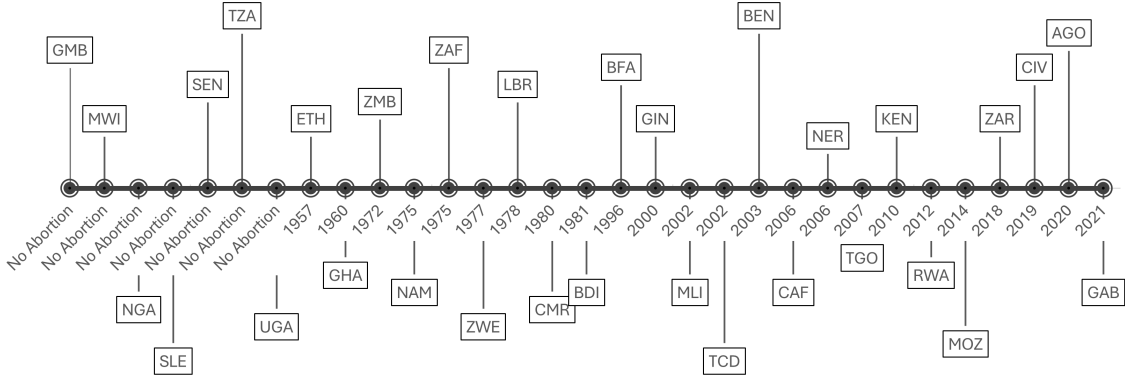 TZA
BEN
AGO
GMB
ZAF
BFA
CIV
SEN
LBR
ZMB
MWI
ETH
GIN
KEN
ZAR
NER
No Abortion
No Abortion
No Abortion
No Abortion
No Abortion
No Abortion
No Abortion
1957
1960
1972
1975
1975
1977
1978
1980
1981
1996
2000
2002
2002
2003
2006
2006
2007
2010
2012
2014
2018
2019
2020
2021
TGO
GHA
RWA
NAM
BDI
MLI
CAF
GAB
NGA
CMR
UGA
ZWE
MOZ
SLE
TCD